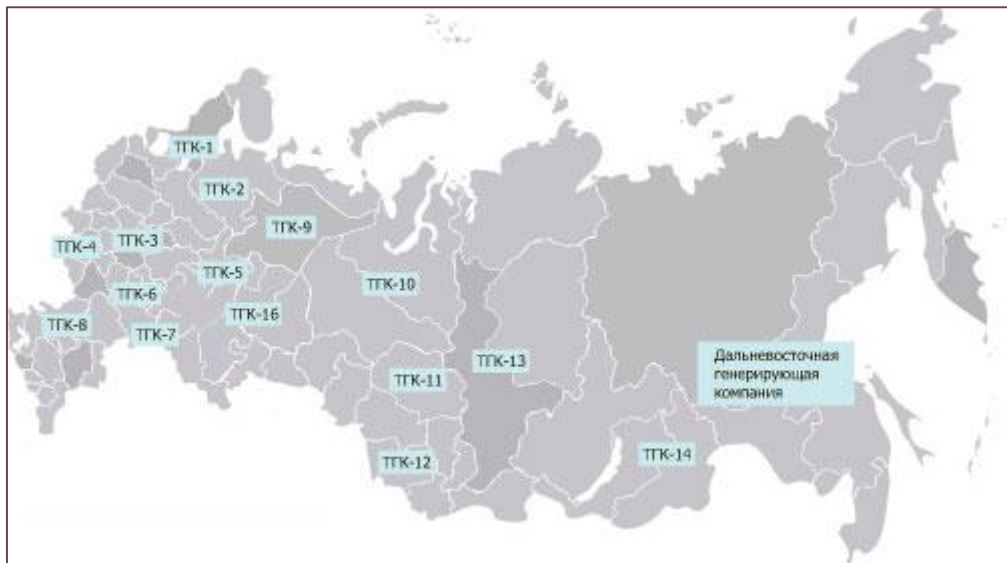 ТГК-1
ТГК-2
ТГК-9
ТГК-4
ТГК-3
ТГК-5
ТГК-10
ТГК-6
ТГК-16
ТГК-8
ТГК-7
ТГК-13
Дальневосточная
генерирующая
компания
ТГК-11
ТГК-12
ТГК-14